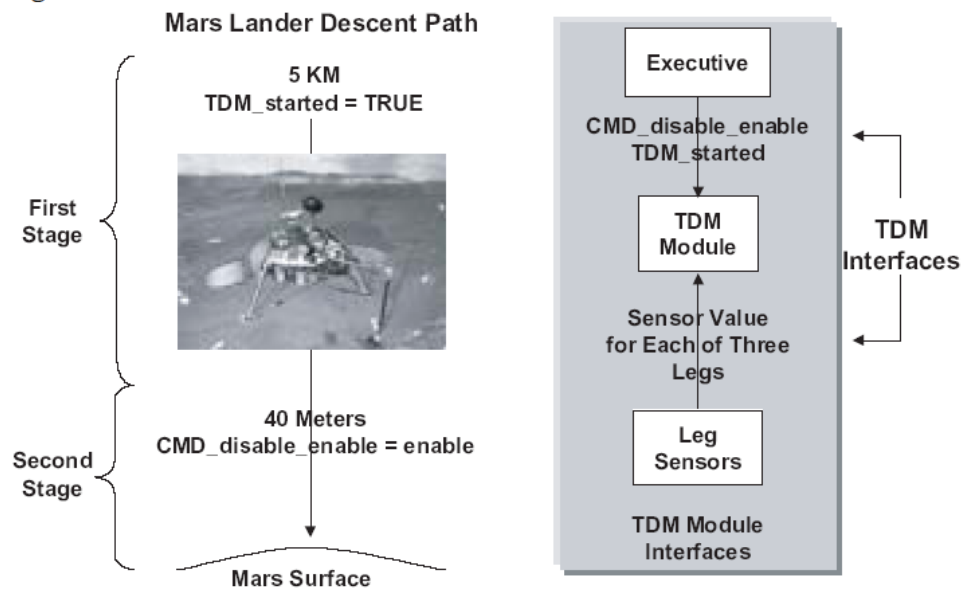 Mars Lander Descent Path
5 KM
TDM_started = TRUE
First
Stage
40 Meters
CMD_disable_enable = enable
Second
Stage
Mars Surface
Executive
CMD_disable_enable
TDM_started
TDM
Module
TDM
Interfaces
Sensor Value
for Each of Three
Legs
Leg
Sensors
TDM Module
Interfaces